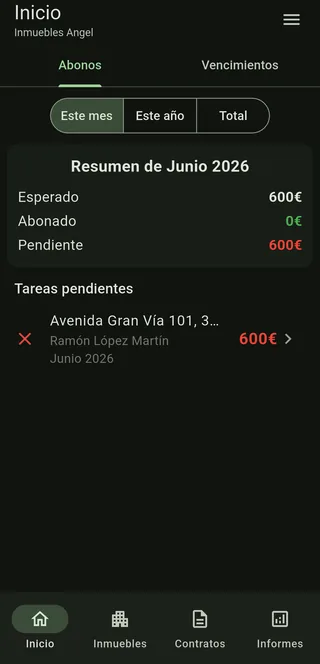 Inicio
Inmuebles Angel
Abonos
Vencimientos
Este mes
Este año
Total
Resumen de Junio 2026
Esperado 600€
Abonado 0€
Pendiente 600€
Tareas pendientes
Avenida Gran Vía 101, 3...
Ramón López Martín
Junio 2026
600€
Inicio
Inmuebles
Contratos
Informes